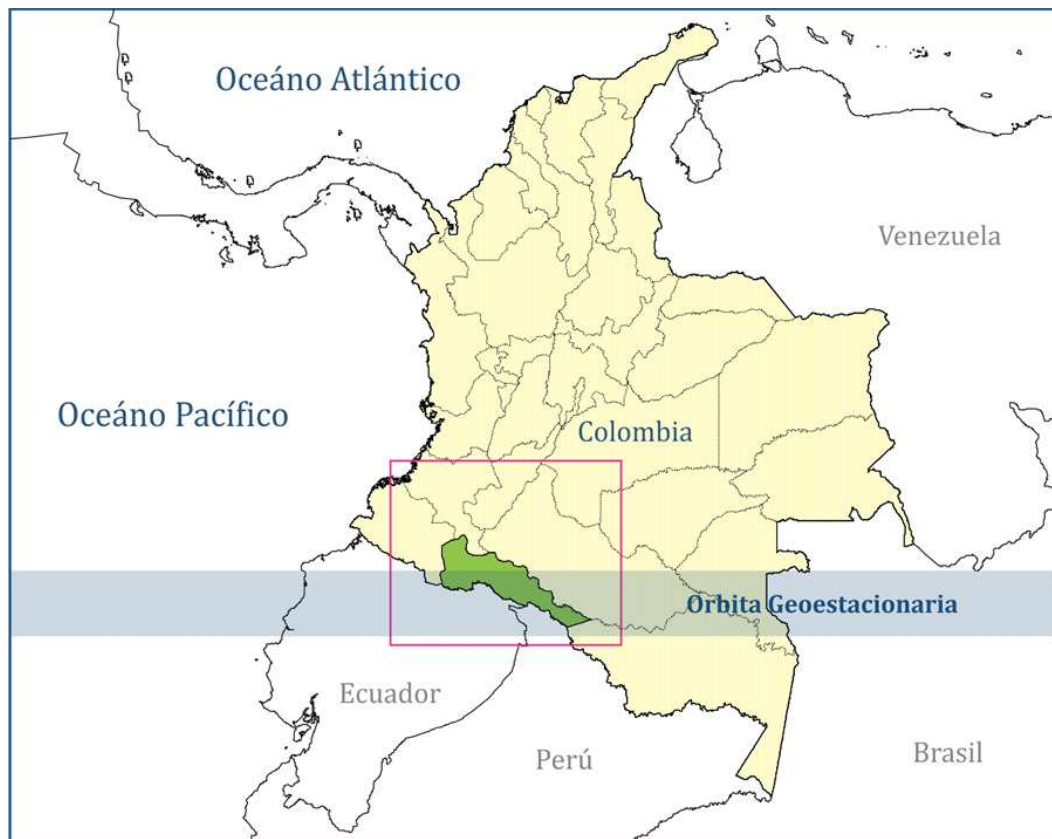 Oceáno Atlántico
Venezuela
Oceáno Pacífico
Colombia
Orbita Geoestacionaria
Ecuador
Perú
Brasil